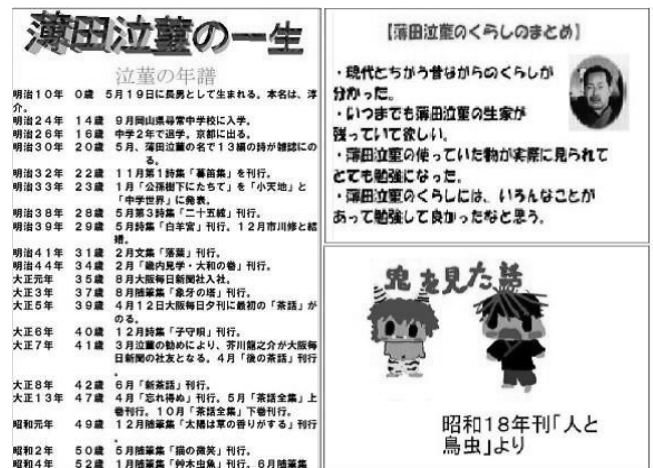 薄田泣菫の一生
泣菫の年譜
明治10年 0歳 5月19日に長男として生まれる。本名は、淳
介。
明治24年 14歳 9月岡山県尋常中学校に入学。
明治26年 16歳 中学2年で退学。京都に出る。
明治30年 20歳 5月、薄田泣菫の名で13編の詩が雑誌にの
る。
明治32年 22歳 11月第1詩集「暮笛集」を刊行。
明治33年 23歳 1月「公孫樹下にたちて」を「小天地」と
「中学世界」に発表。
明治38年 28歳 5月第3詩集「二十五絃」刊行。
明治39年 29歳 5月詩集「白羊宮」刊行。12月市川修と結
婚。
明治41年 31歳 2月文集「落葉」刊行。
明治44年 34歳 2月「畿内見学・大和の巻」刊行。
大正元年 35歳 8月大阪毎日新聞社入社。
大正3年 37歳 8月随筆集「象牙の塔」刊行。
大正5年 39歳 4月12日大阪毎日夕刊に最初の「茶話」が
のる。
大正6年 40歳 12月詩集「子守唄」刊行。
大正7年 41歳 3月泣菫の勧めにより、芥川龍之介が大阪毎
日新聞の社友となる。4月「後の茶話」刊行
。
大正8年 42歳 6月「新茶話」刊行。
大正13年 47歳 4月「忘れ得ぬ」刊行。5月「茶話全集」上
巻刊行。10月「茶話全集」下巻刊行。
昭和元年 49歳 12月随筆集「太陽は草の香りがする」刊行
。
昭和2年 50歳 5月随筆集「猫の微笑」刊行。
昭和4年 52歳 1月随筆集「艸木虫魚」刊行。6月随筆集
【薄田泣菫のくらしのまとめ】
・現代とちがう昔ながらのくらしが
分かった。
・いつまでも薄田泣菫の生家が
残っていて欲しい。
・薄田泣菫の使っていた物が実際に見られて
とても勉強になった。
・薄田泣菫のくらしには、いろんなことが
あって勉強して良かったなと思う。
鬼を見た話
昭和18年刊「人と
鳥虫」より